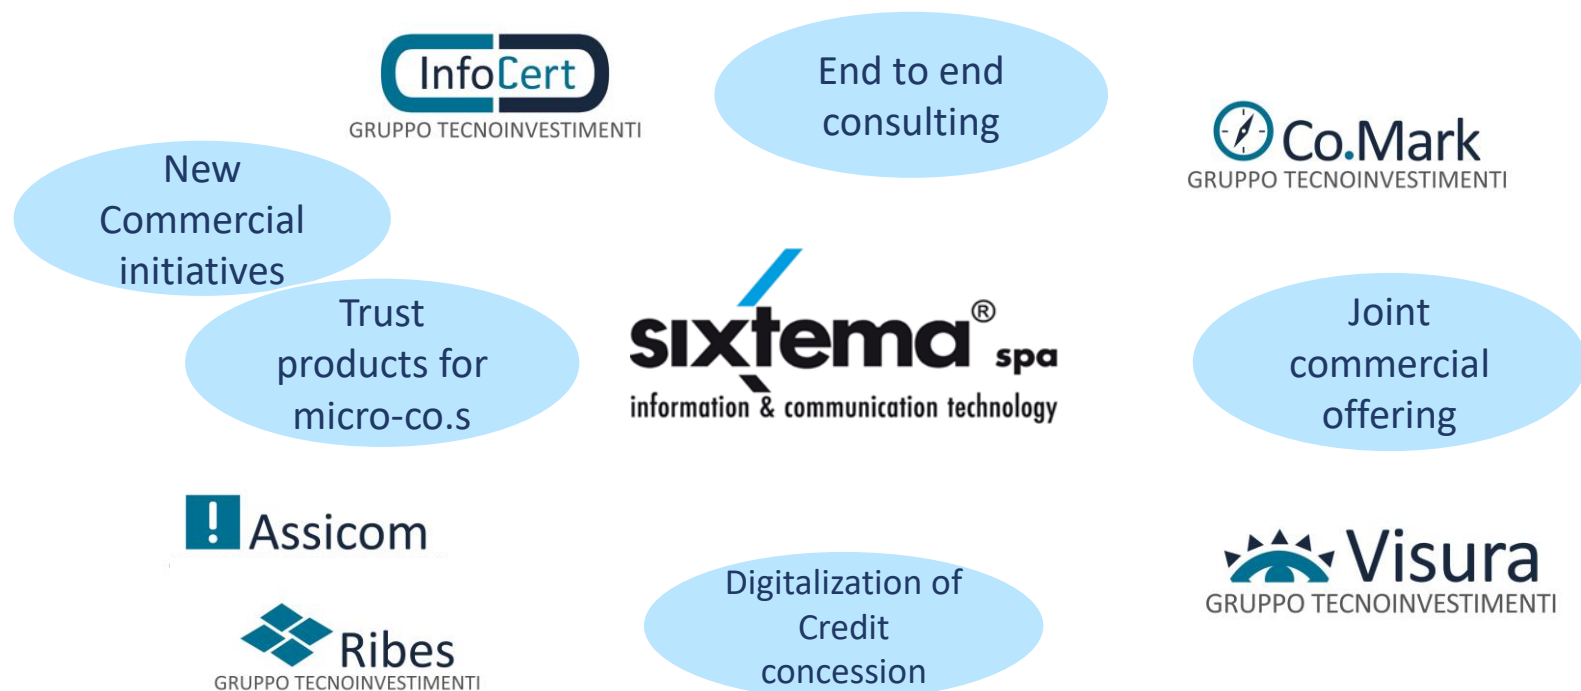 InfoCert
GRUPPO TECNOINVESTIMENTI
End to end
consulting
Co.Mark
GRUPPO TECNOINVESTIMENTI
New
Commercial
initiatives
Trust
products for
micro-co.s
sixtema® spa
information & communication technology
Joint
commercial
offering
! Assicom
Ribes
GRUPPO TECNOINVESTIMENTI
Digitalization of
Credit
concession
Visura
GRUPPO TECNOINVESTIMENTI